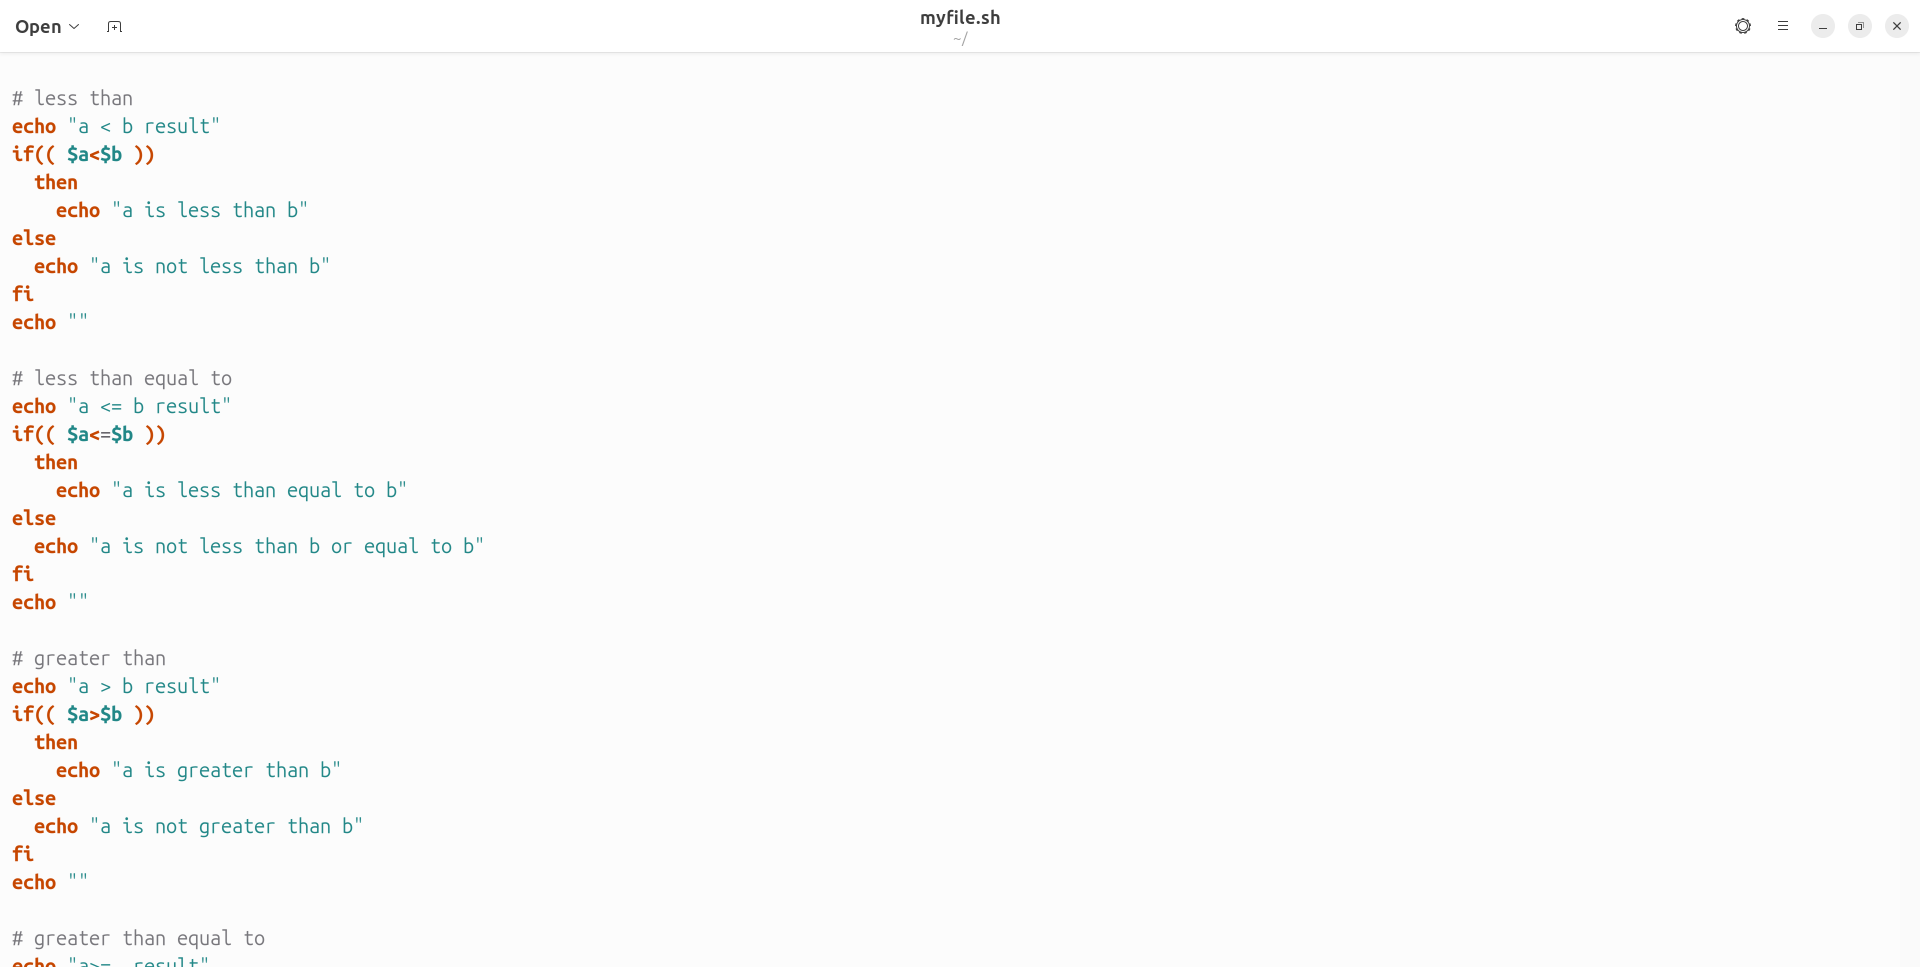 Open
myfile.sh
~/
# less than
echo "a < b result"
if(( $a<$b ))
  then
    echo "a is less than b"
else
  echo "a is not less than b"
fi
echo ""

# less than equal to
echo "a <= b result"
if(( $a<=$b ))
  then
    echo "a is less than equal to b"
else
  echo "a is not less than b or equal to b"
fi
echo ""

# greater than
echo "a > b result"
if(( $a>$b ))
  then
    echo "a is greater than b"
else
  echo "a is not greater than b"
fi
echo ""

# greater than equal to
echo "a>=  result"